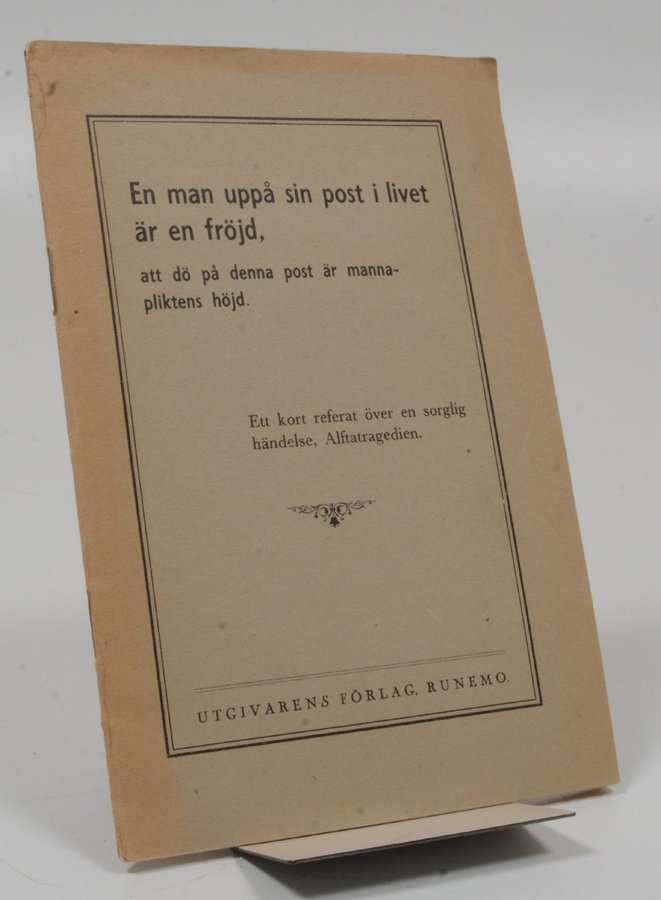 En man uppå sin post i livet
är en fröjd,
att dö på denna post är manna-
pliktens höjd.
Ett kort referat över en sorglig
händelse, Alftatragedien.
UTGIVARENS FÖRLAG, RUNEMO.